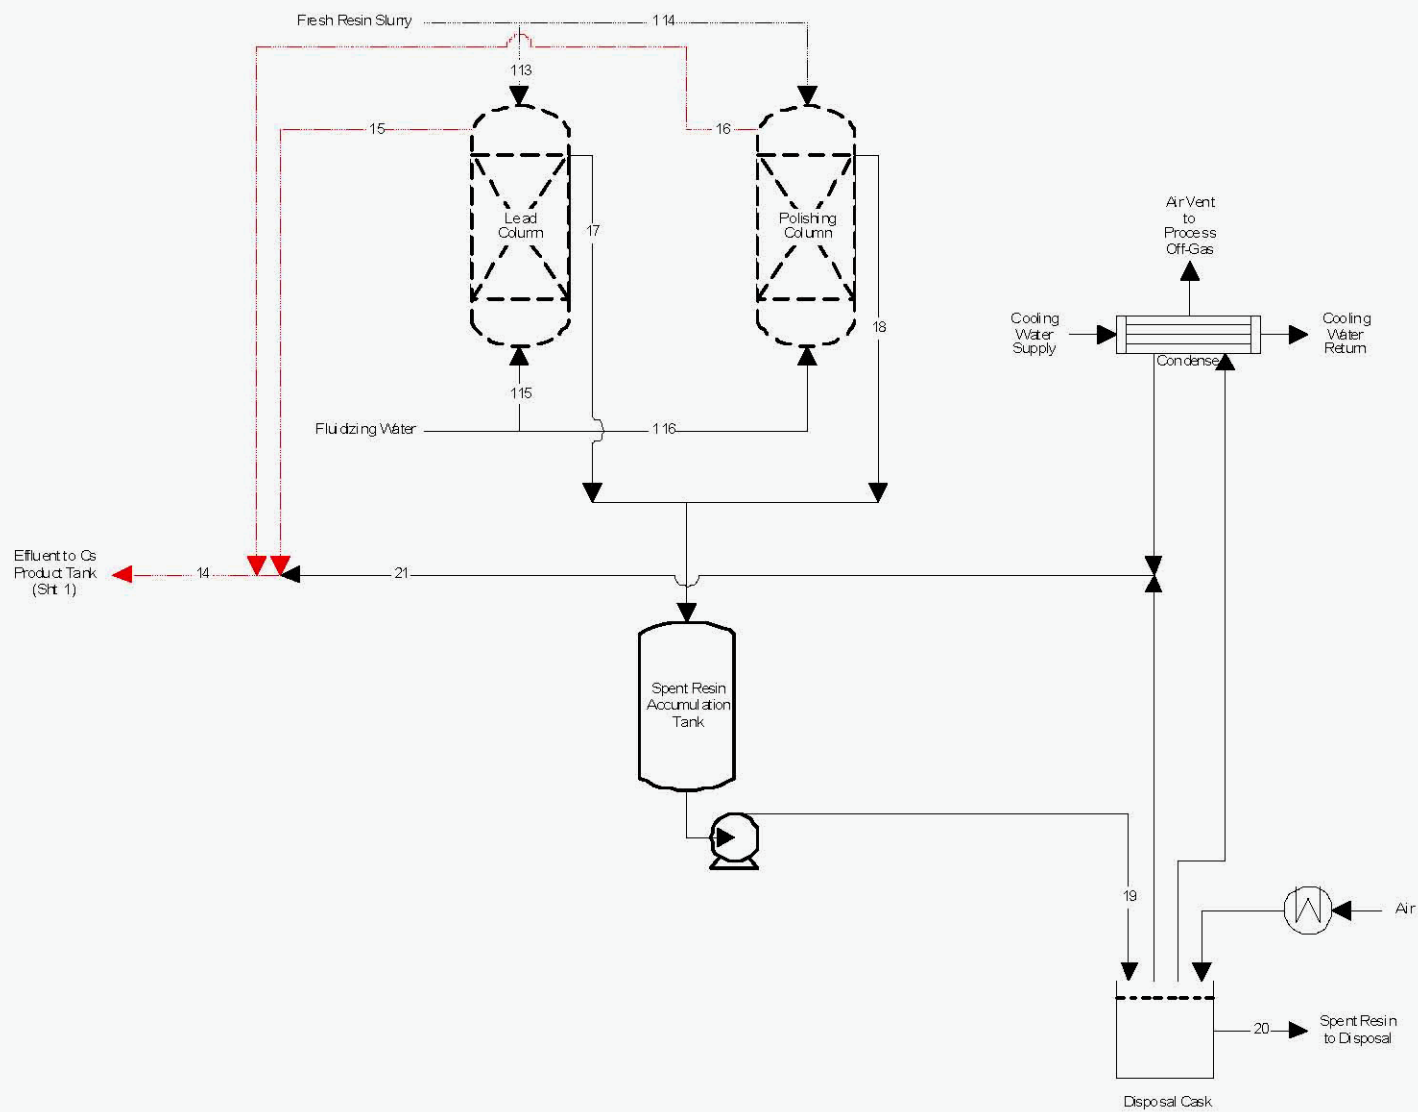 Fresh Resin Slurry
114
113
15
16
Lead
Column
Polishing
Column
17
18
Air Vent
to
Process
Off-Gas
Cooling
Water
Supply
Cooling
Water
Return
Condense
115
Fluidizing Water
116
Effluent to Cs
Product Tank
(Sht 1)
14
21
Spent Resin
Accumulation
Tank
19
Air
20
Spent Resin
to Disposal
Disposal Cask